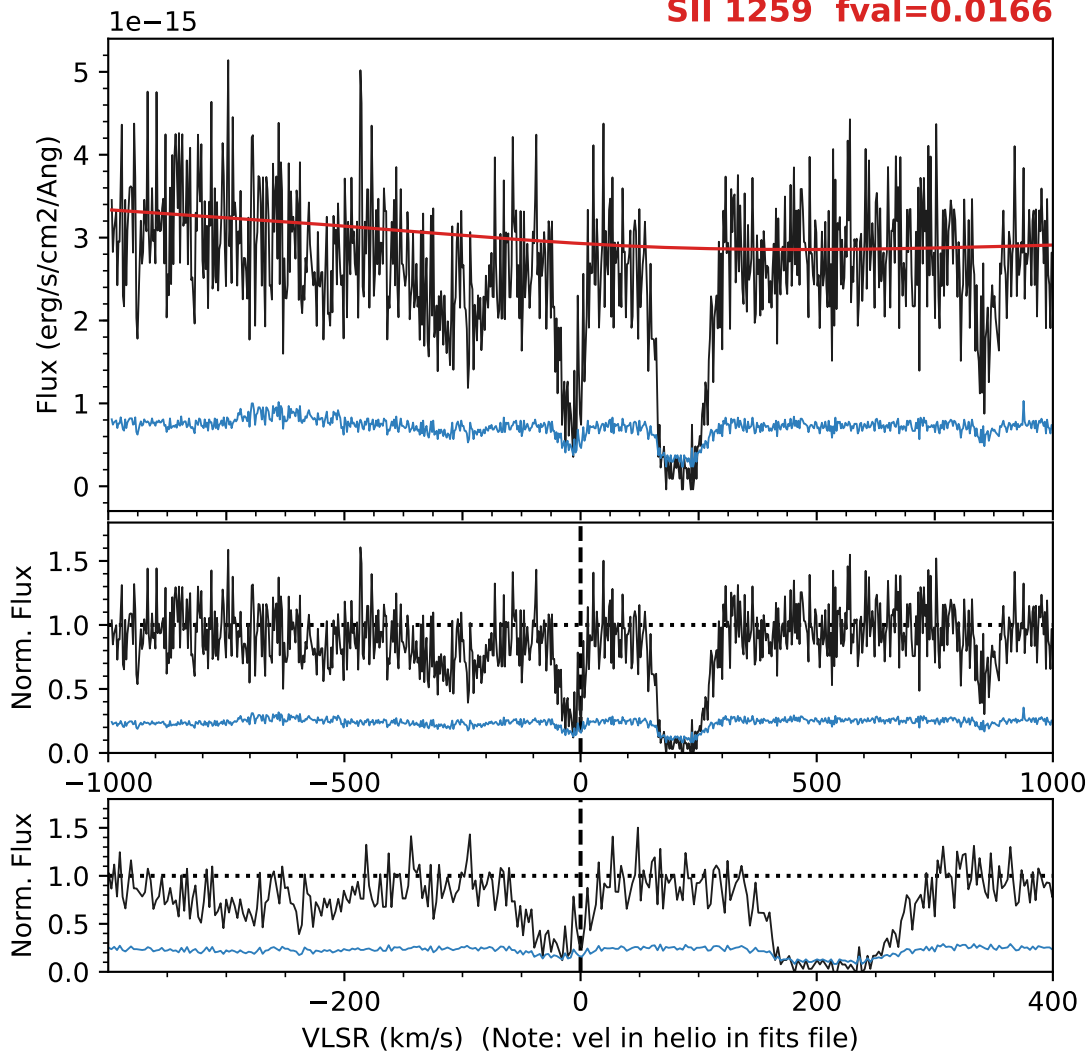 SII 1259 fval=0.0166
1e−15
5
4
3
2
1
0
Flux (erg/s/cm2/Ang)
1.5
1.0
0.5
0.0
Norm. Flux
−1000 −500 0 500 1000
1.5
1.0
0.5
0.0
Norm. Flux
−200 0 200 400
VLSR (km/s) (Note: vel in helio in fits file)